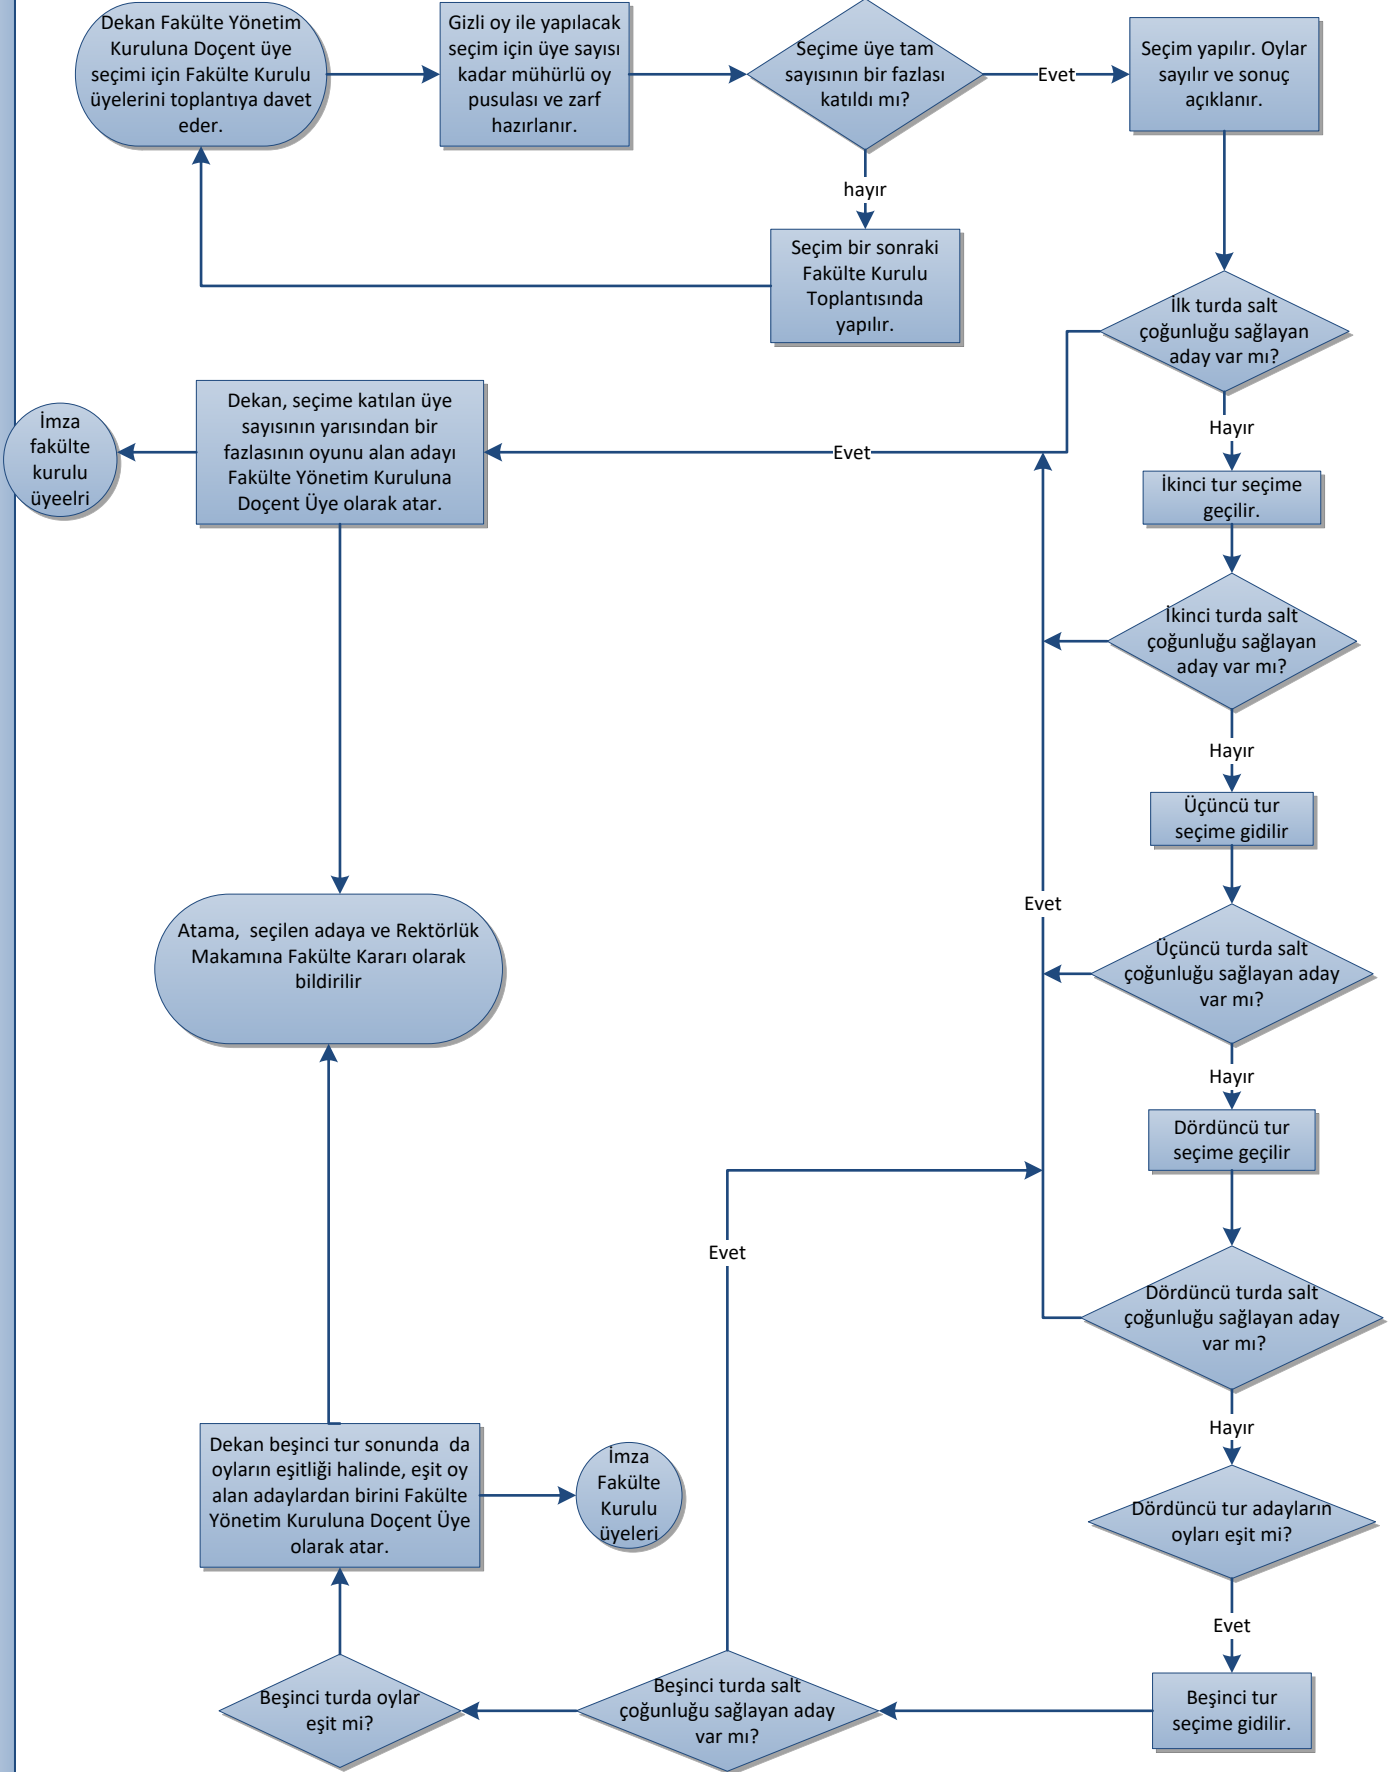 Dekan Fakülte Yönetim
Kuruluna Doçent üye
seçimi için Fakülte Kurulu
üyelerini toplantıya davet
eder.
Gizli oy ile yapılacak
seçim için üye sayısı
kadar mühürlü oy
pusulası ve zarf
hazırlanır.
Seçime üye tam
sayısının bir fazlası
katıldı mı?
Evet
Seçim yapılır. Oylar
sayılır ve sonuç
açıklanır.
hayır
Seçim bir sonraki
Fakülte Kurulu
Toplantısında
yapılır.
İlk turda salt
çoğunluğu sağlayan
aday var mı?
Dekan, seçime katılan üye
sayısının yarısından bir
fazlasının oyunu alan adayı
Fakülte Yönetim Kuruluna
Doçent Üye olarak atar.
İmza
fakülte
kurulu
üyeelri
Evet
Hayır
İkinci tur seçime
geçilir.
İkinci turda salt
çoğunluğu sağlayan
aday var mı?
Hayır
Üçüncü tur
seçime gidilir
Evet
Atama,  seçilen adaya ve Rektörlük
Makamına Fakülte Kararı olarak
bildirilir
Üçüncü turda salt
çoğunluğu sağlayan aday
var mı?
Hayır
Dördüncü tur
seçime geçilir
Evet
Dördüncü turda salt
çoğunluğu sağlayan aday
var mı?
Hayır
Dekan beşinci tur sonunda  da
oyların eşitliği halinde, eşit oy
alan adaylardan birini Fakülte
Yönetim Kuruluna Doçent Üye
olarak atar.
İmza
Fakülte
Kurulu
üyeleri
Dördüncü tur adayların
oyları eşit mi?
Evet
Beşinci turda oylar
eşit mi?
Beşinci turda salt
çoğunluğu sağlayan aday
var mı?
Beşinci tur
seçime gidilir.